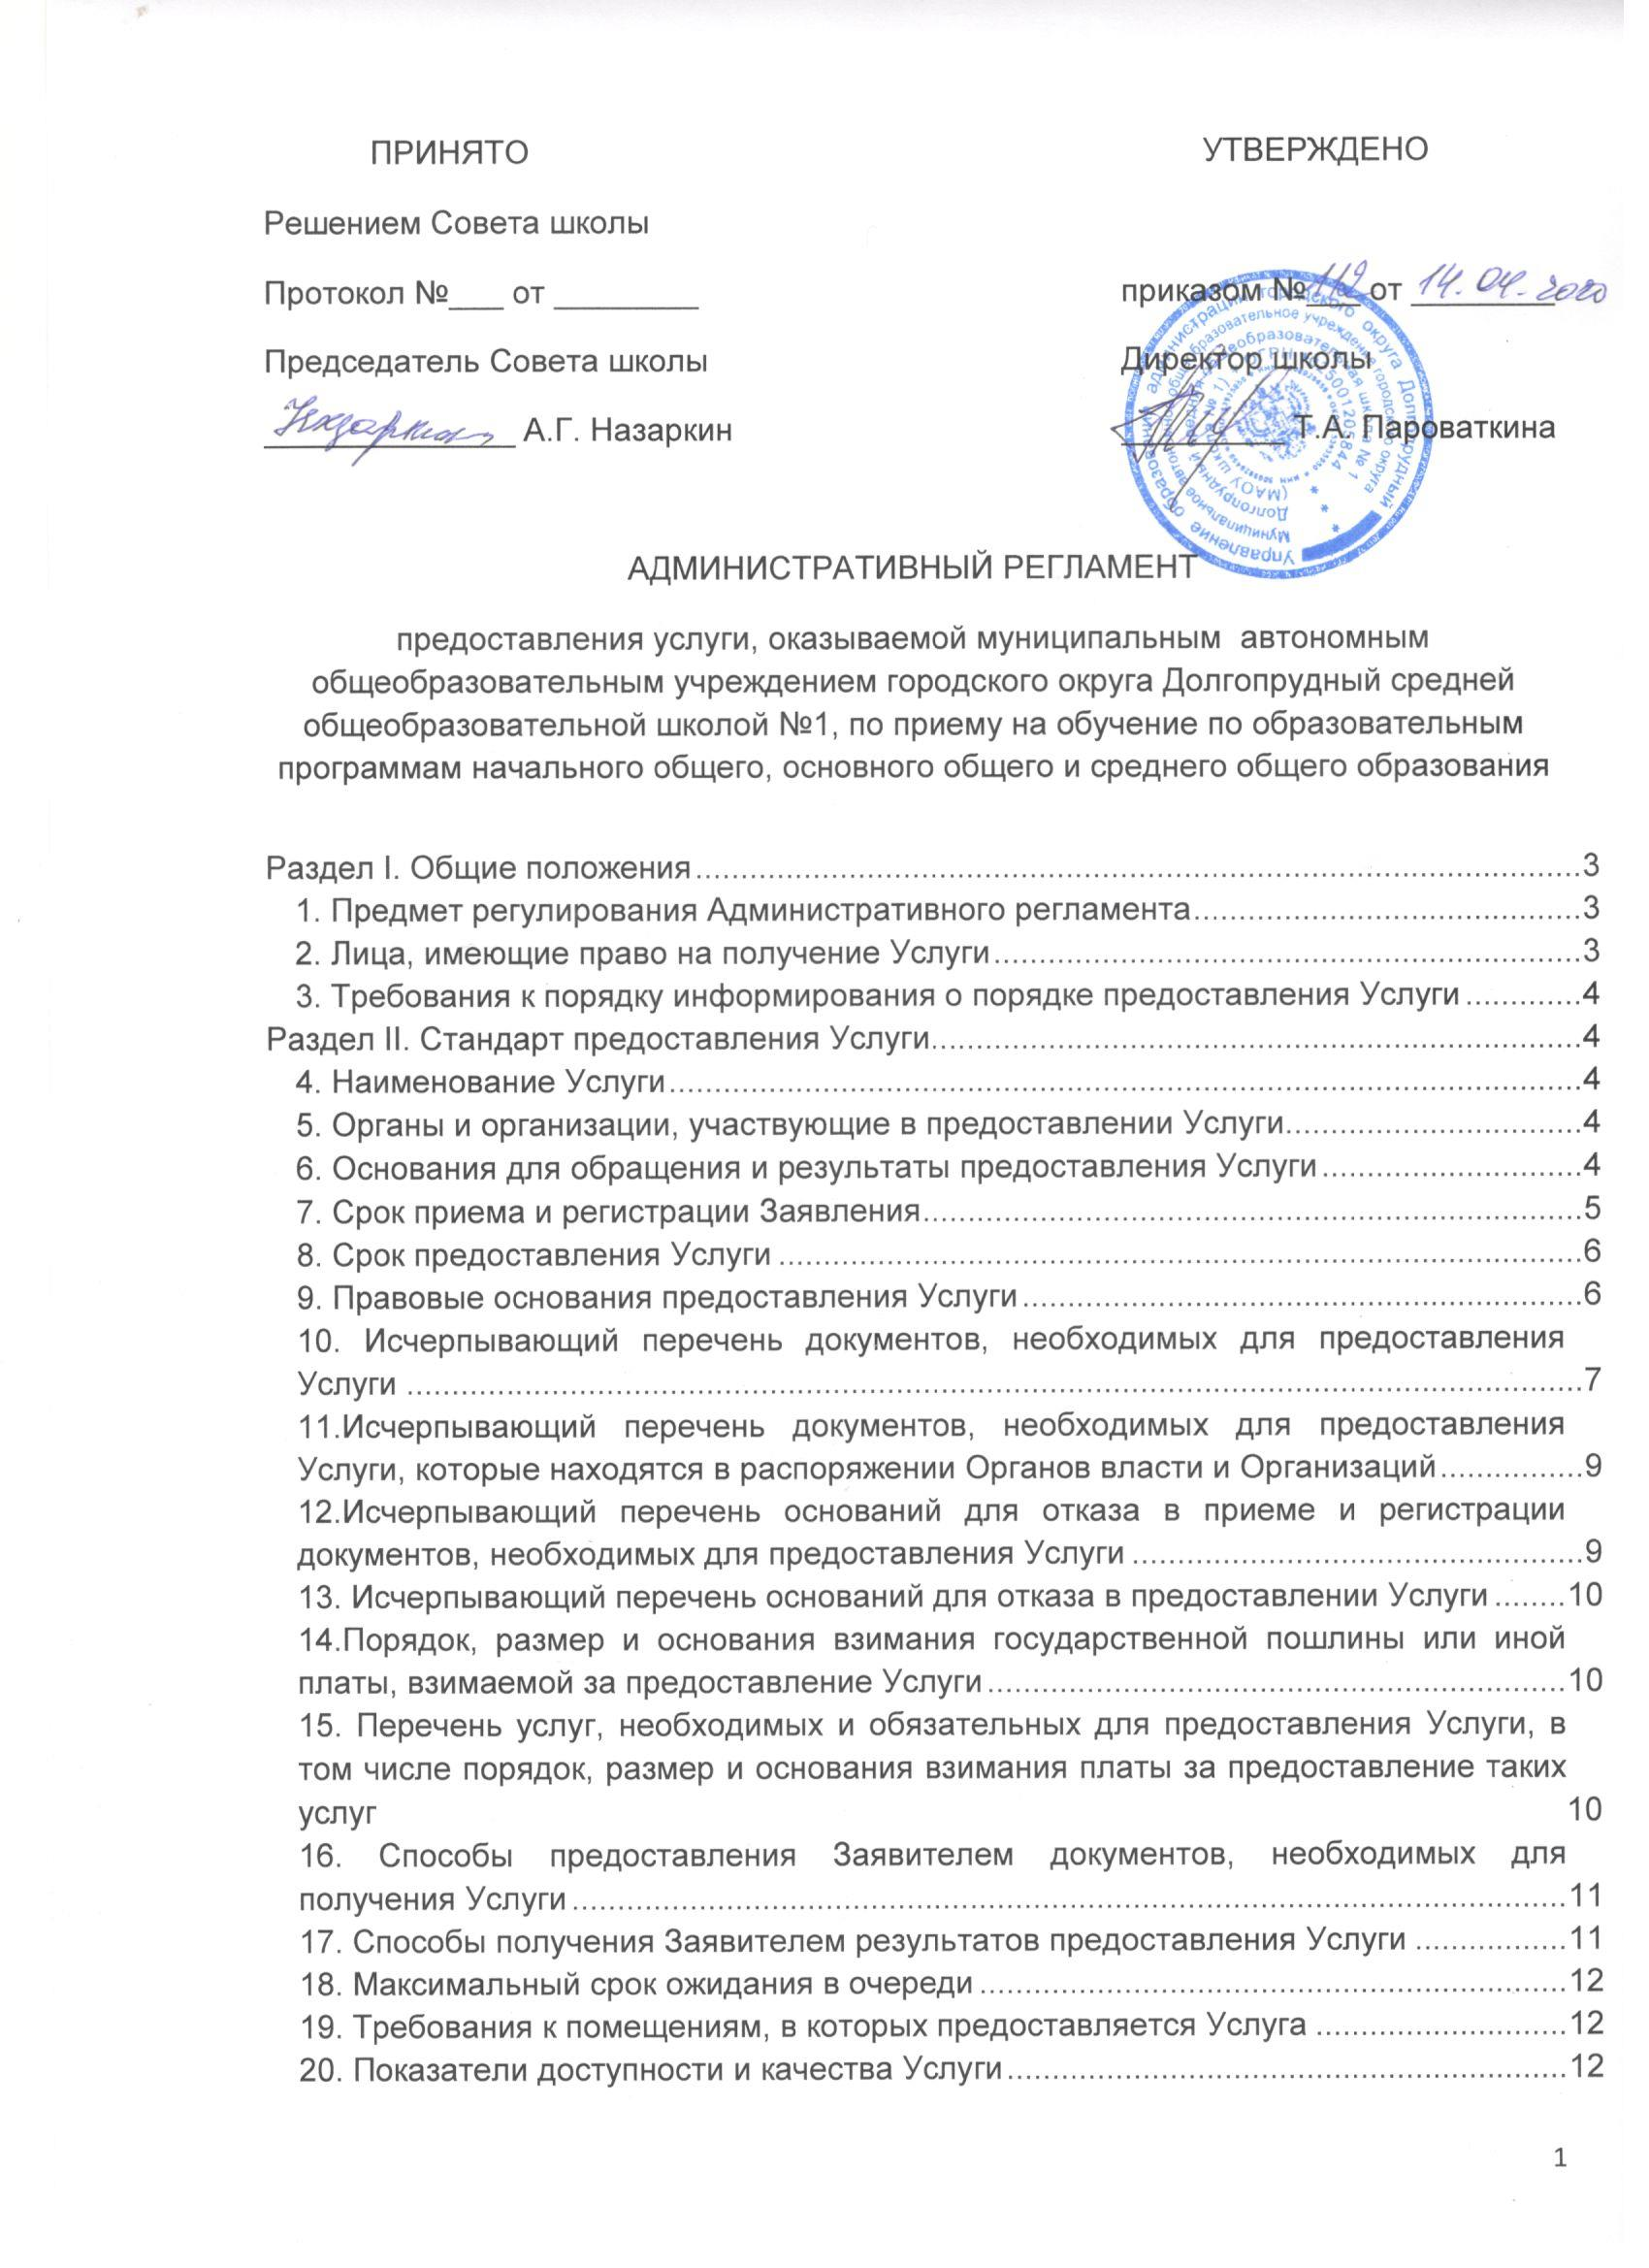 ПРИНЯТО
УТВЕРЖДЕНО
Решением Совета школы
Протокол №___ от ________
приказом № 112 от 14.04.2020
Председатель Совета школы
Директор школы
______________ А.Г. Назаркин
_________ Т.А. Пароваткина
АДМИНИСТРАТИВНЫЙ РЕГЛАМЕНТ
предоставления услуги, оказываемой муниципальным автономным
общеобразовательным учреждением городского округа Долгопрудный средней
общеобразовательной школой №1, по приему на обучение по образовательным
программам начального общего, основного общего и среднего общего образования
Раздел I. Общие положения....3
1. Предмет регулирования Административного регламента....3
2. Лица, имеющие право на получение Услуги....3
3. Требования к порядку информирования о порядке предоставления Услуги....4
Раздел II. Стандарт предоставления Услуги....4
4. Наименование Услуги....4
5. Органы и организации, участвующие в предоставлении Услуги....4
6. Основания для обращения и результаты предоставления Услуги....4
7. Срок приема и регистрации Заявления....5
8. Срок предоставления Услуги....6
9. Правовые основания предоставления Услуги....6
10. Исчерпывающий перечень документов, необходимых для предоставления
Услуги....7
11.Исчерпывающий перечень документов, необходимых для предоставления
Услуги, которые находятся в распоряжении Органов власти и Организаций....9
12.Исчерпывающий перечень оснований для отказа в приеме и регистрации
документов, необходимых для предоставления Услуги....9
13. Исчерпывающий перечень оснований для отказа в предоставлении Услуги....10
14.Порядок, размер и основания взимания государственной пошлины или иной
платы, взимаемой за предоставление Услуги....10
15. Перечень услуг, необходимых и обязательных для предоставления Услуги, в
том числе порядок, размер и основания взимания платы за предоставление таких
услуг 10
16. Способы предоставления Заявителем документов, необходимых для
получения Услуги....11
17. Способы получения Заявителем результатов предоставления Услуги....11
18. Максимальный срок ожидания в очереди....12
19. Требования к помещениям, в которых предоставляется Услуга....12
20. Показатели доступности и качества Услуги....12
1